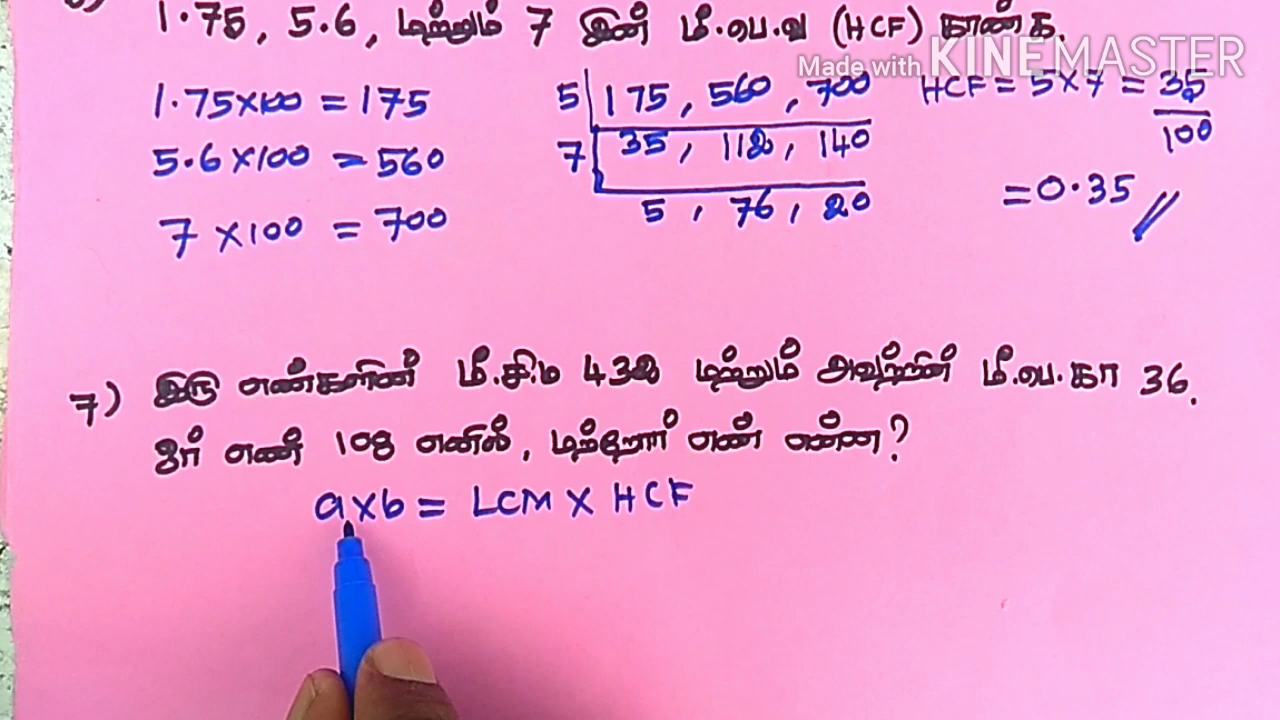 1.75, 5.6, மற்றும் 7 இன் மீ.பெ.வ (HCF) காண்க.
Made with KINEMASTER
1.75×100 = 175
5.6×100 = 560
7×100 = 700
5 175, 560, 700
7 35, 112, 140
5, 76, 20
HCF = 5×7 = 35
100
= 0.35 //
7) இரு எண்களின் மீ.சி.ம 432 மற்றும் அவற்றின் மீ.பெ.கா 36.
ஓர் எண் 108 எனில், மற்றோர் எண் என்ன?
a×b = LCM × HCF